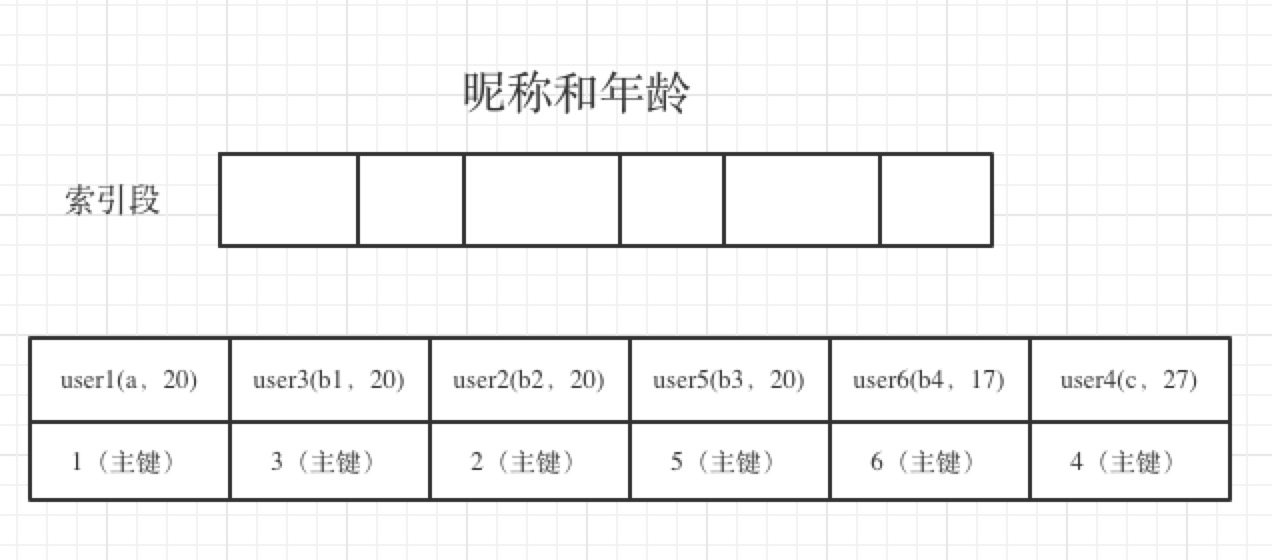 昵称和年龄
索引段
user1(a，20) user3(b1，20) user2(b2，20) user5(b3，20) user6(b4，17) user4(c，27)
1（主键） 3（主键） 2（主键） 5（主键） 6（主键） 4（主键）